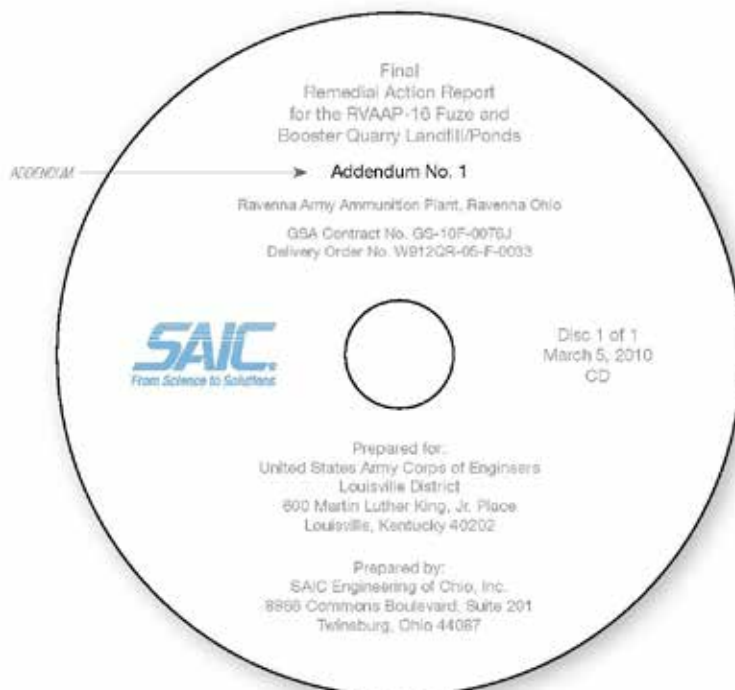 Final
Remedial Action Report
for the RVAAP-16 Fuze and
Booster Quarry Landfill/Ponds
ADDENDUM
Addendum No. 1
Ravenna Army Ammunition Plant, Ravenna Ohio
GSA Contract No. GS-10F-0076J
Delivery Order No. W912QR-05-F-0033
SAIC
From Science to Solutions
Disc 1 of 1
March 5, 2010
CD
Prepared for:
United States Army Corps of Engineers
Louisville District
600 Martin Luther King, Jr. Place
Louisville, Kentucky 40202
Prepared by:
SAIC Engineering of Ohio, Inc.
8866 Commons Boulevard, Suite 201
Twinsburg, Ohio 44087